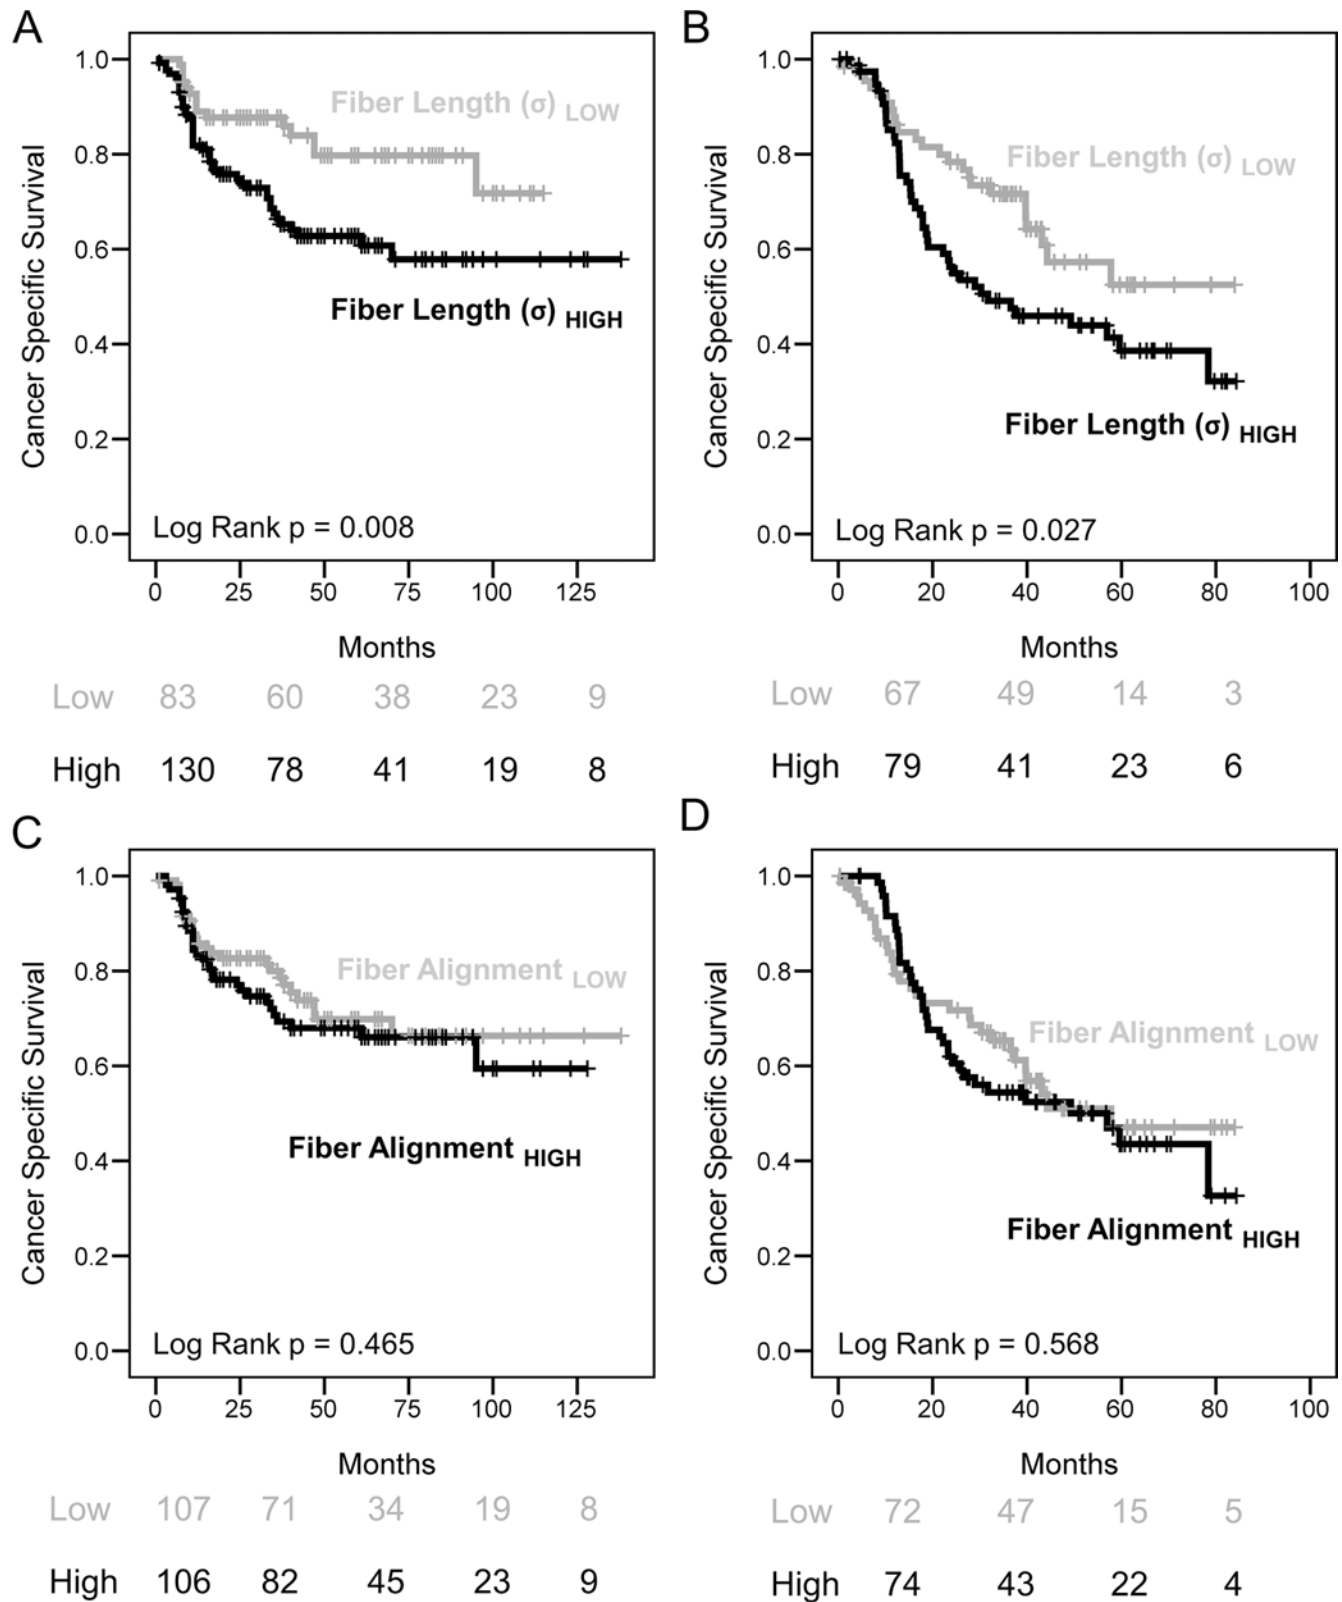 A
Cancer Specific Survival
1.0
0.8
0.6
0.4
0.2
0.0
Fiber Length (σ) LOW
Fiber Length (σ) HIGH
Log Rank p = 0.008
0 25 50 75 100 125
Months
Low 83 60 38 23 9
High 130 78 41 19 8
B
Cancer Specific Survival
1.0
0.8
0.6
0.4
0.2
0.0
Fiber Length (σ) LOW
Fiber Length (σ) HIGH
Log Rank p = 0.027
0 20 40 60 80 100
Months
Low 67 49 14 3
High 79 41 23 6
C
Cancer Specific Survival
1.0
0.8
0.6
0.4
0.2
0.0
Fiber Alignment LOW
Fiber Alignment HIGH
Log Rank p = 0.465
0 25 50 75 100 125
Months
Low 107 71 34 19 8
High 106 82 45 23 9
D
Cancer Specific Survival
1.0
0.8
0.6
0.4
0.2
0.0
Fiber Alignment LOW
Fiber Alignment HIGH
Log Rank p = 0.568
0 20 40 60 80 100
Months
Low 72 47 15 5
High 74 43 22 4